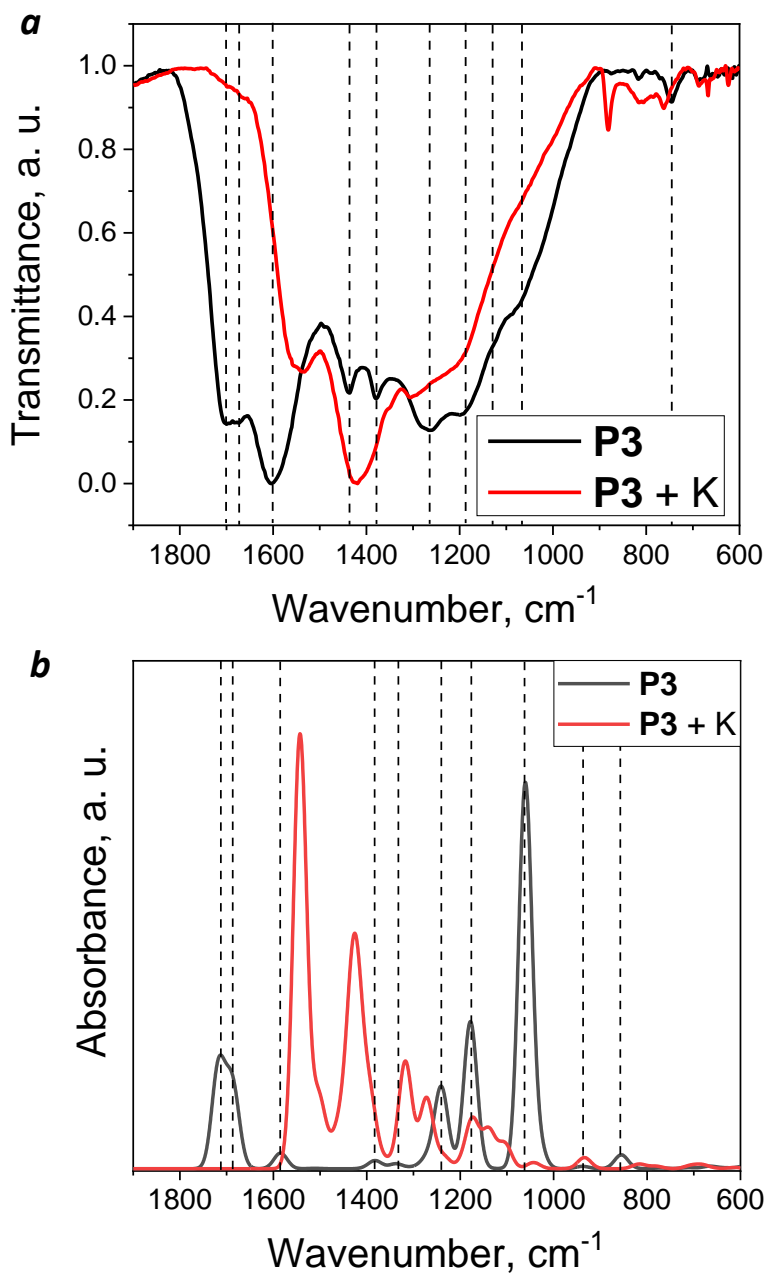 a
Transmittance, a. u.
1.0
0.8
0.6
0.4
0.2
0.0
P3
P3 + K
1800 1600 1400 1200 1000 800 600
Wavenumber, cm⁻¹
b
Absorbance, a. u.
P3
P3 + K
1800 1600 1400 1200 1000 800 600
Wavenumber, cm⁻¹